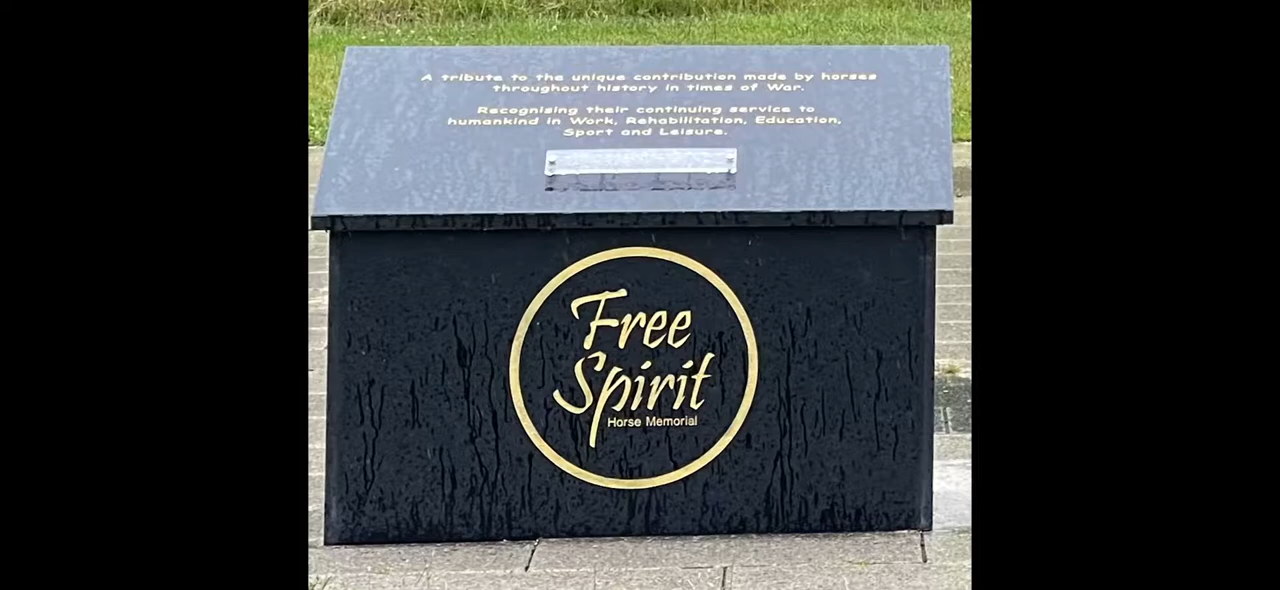 A tribute to the unique contribution made by horses
throughout history in times of War.
Recognising their continuing service to
humankind in Work, Rehabilitation, Education,
Sport and Leisure.
Free
Spirit
Horse Memorial